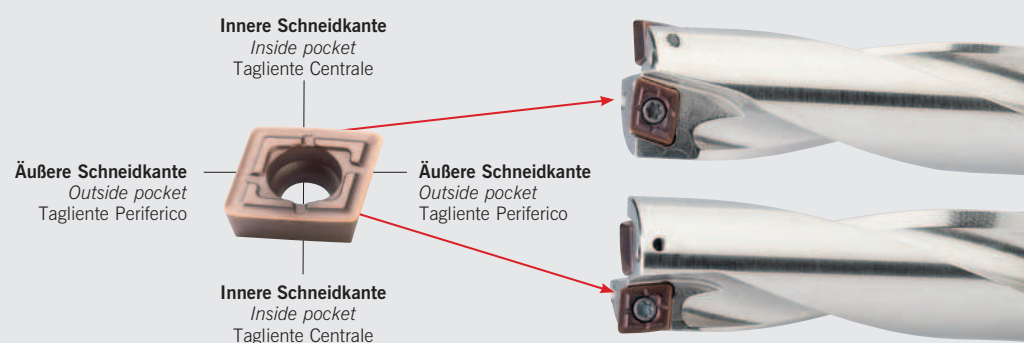 Innere Schneidkante
Inside pocket
Tagliente Centrale
Äußere Schneidkante
Outside pocket
Tagliente Periferico
Äußere Schneidkante
Outside pocket
Tagliente Periferico
Innere Schneidkante
Inside pocket
Tagliente Centrale